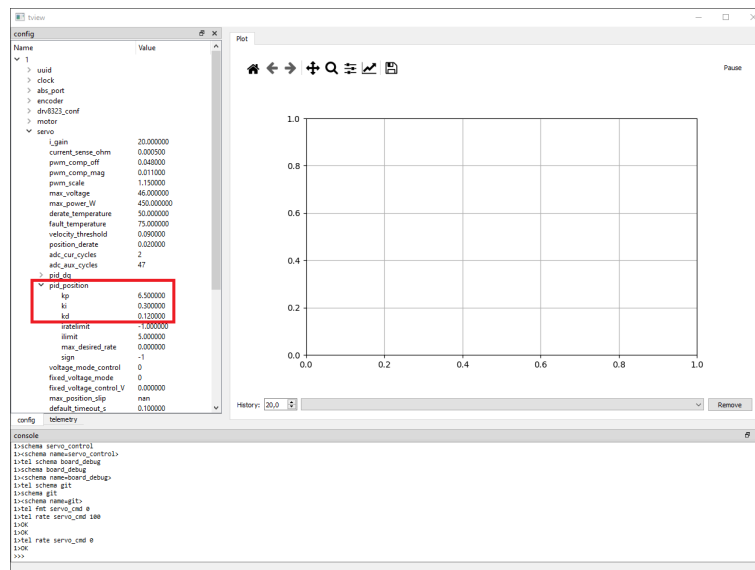 tview
config
Name Value
1
uuid
clock
abs_port
encoder
drv8323_conf
motor
servo
i_gain 20.000000
current_sense_ohm 0.000500
pwm_comp_off 0.048000
pwm_comp_mag 0.011000
pwm_scale 1.150000
max_voltage 46.000000
max_power_W 450.000000
derate_temperature 50.000000
fault_temperature 75.000000
velocity_threshold 0.090000
position_derate 0.020000
adc_cur_cycles 2
adc_aux_cycles 47
pid_dq
pid_position
kp 6.500000
ki 0.300000
kd 0.120000
iratelimit -1.000000
ilimit 5.000000
max_desired_rate 0.000000
sign -1
voltage_mode_control 0
fixed_voltage_mode 0
fixed_voltage_control_V 0.000000
max_position_slip nan
default_timeout_s 0.100000
config telemetry
Plot
Pause
1.0
0.8
0.6
0.4
0.2
0.0
0.0 0.2 0.4 0.6 0.8 1.0
History: 20,0 Remove
console
1>schema servo_control
1><schema name=servo_control>
1>tel schema board_debug
1>schema board_debug
1><schema name=board_debug>
1>tel schema git
1>schema git
1><schema name=git>
1>tel fmt servo_cmd 0
1>tel rate servo_cmd 100
1>OK
1>OK
1>tel rate servo_cmd 0
1>OK
>>>